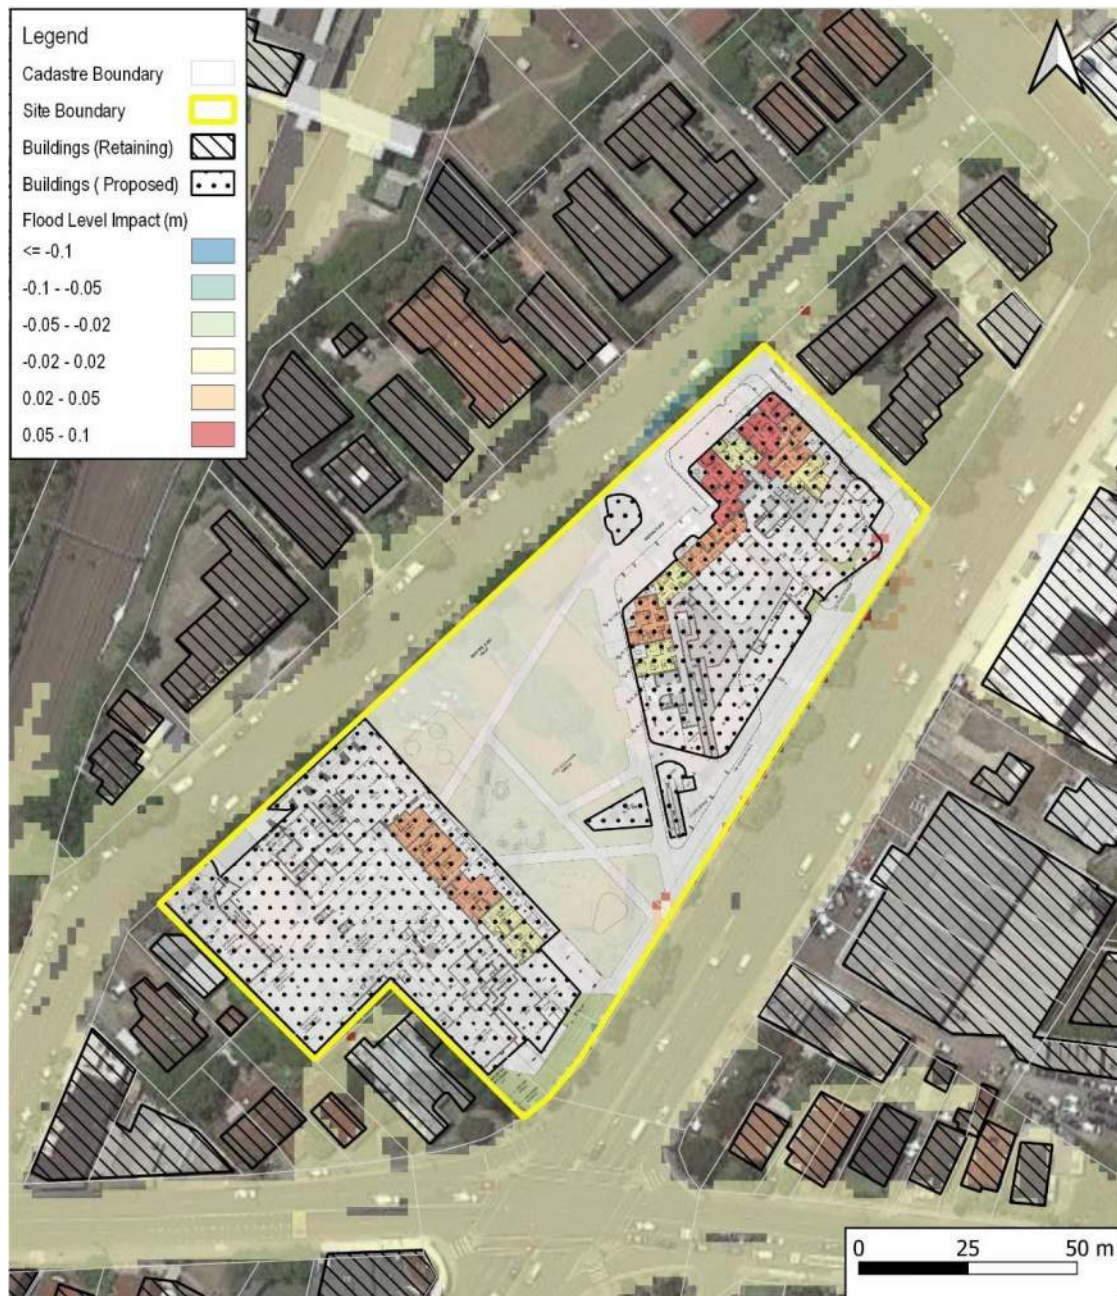 Legend
Cadastre Boundary
Site Boundary
Buildings (Retaining)
Buildings ( Proposed)
Flood Level Impact (m)
<= -0.1
-0.1 - -0.05
-0.05 - -0.02
-0.02 - 0.02
0.02 - 0.05
0.05 - 0.1
0 25 50 m